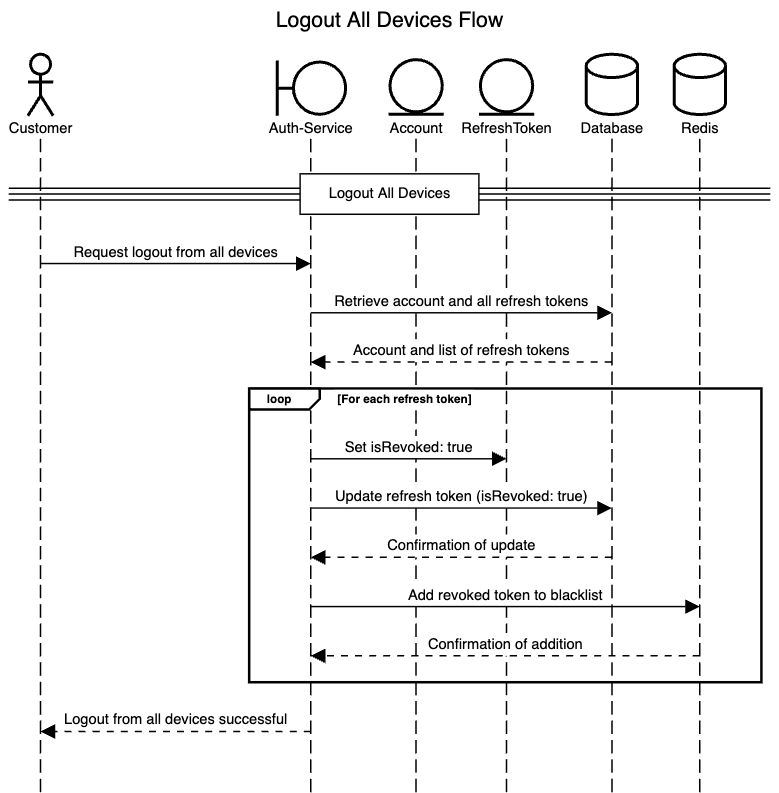 Logout All Devices Flow
Customer
Auth-Service
Account
RefreshToken
Database
Redis
Logout All Devices
Request logout from all devices
Retrieve account and all refresh tokens
Account and list of refresh tokens
loop
[For each refresh token]
Set isRevoked: true
Update refresh token (isRevoked: true)
Confirmation of update
Add revoked token to blacklist
Confirmation of addition
Logout from all devices successful